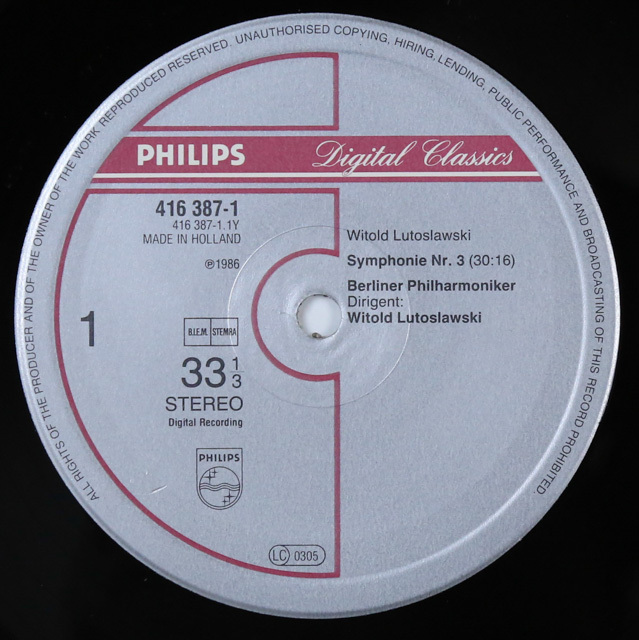 ALL RIGHTS OF THE PRODUCER AND OF THE OWNER OF THE WORK REPRODUCED RESERVED. UNAUTHORISED COPYING, HIRING, LENDING, PUBLIC PERFORMANCE AND BROADCASTING OF THIS RECORD PROHIBITED.
PHILIPS Digital Classics
416 387-1
416 387-1.1Y
MADE IN HOLLAND
℗1986
Witold Lutoslawski
Symphonie Nr. 3 (30:16)
Berliner Philharmoniker
Dirigent:
Witold Lutoslawski
1
B.I.E.M. STEMRA
33 1/3
STEREO
Digital Recording
PHILIPS
LC 0305